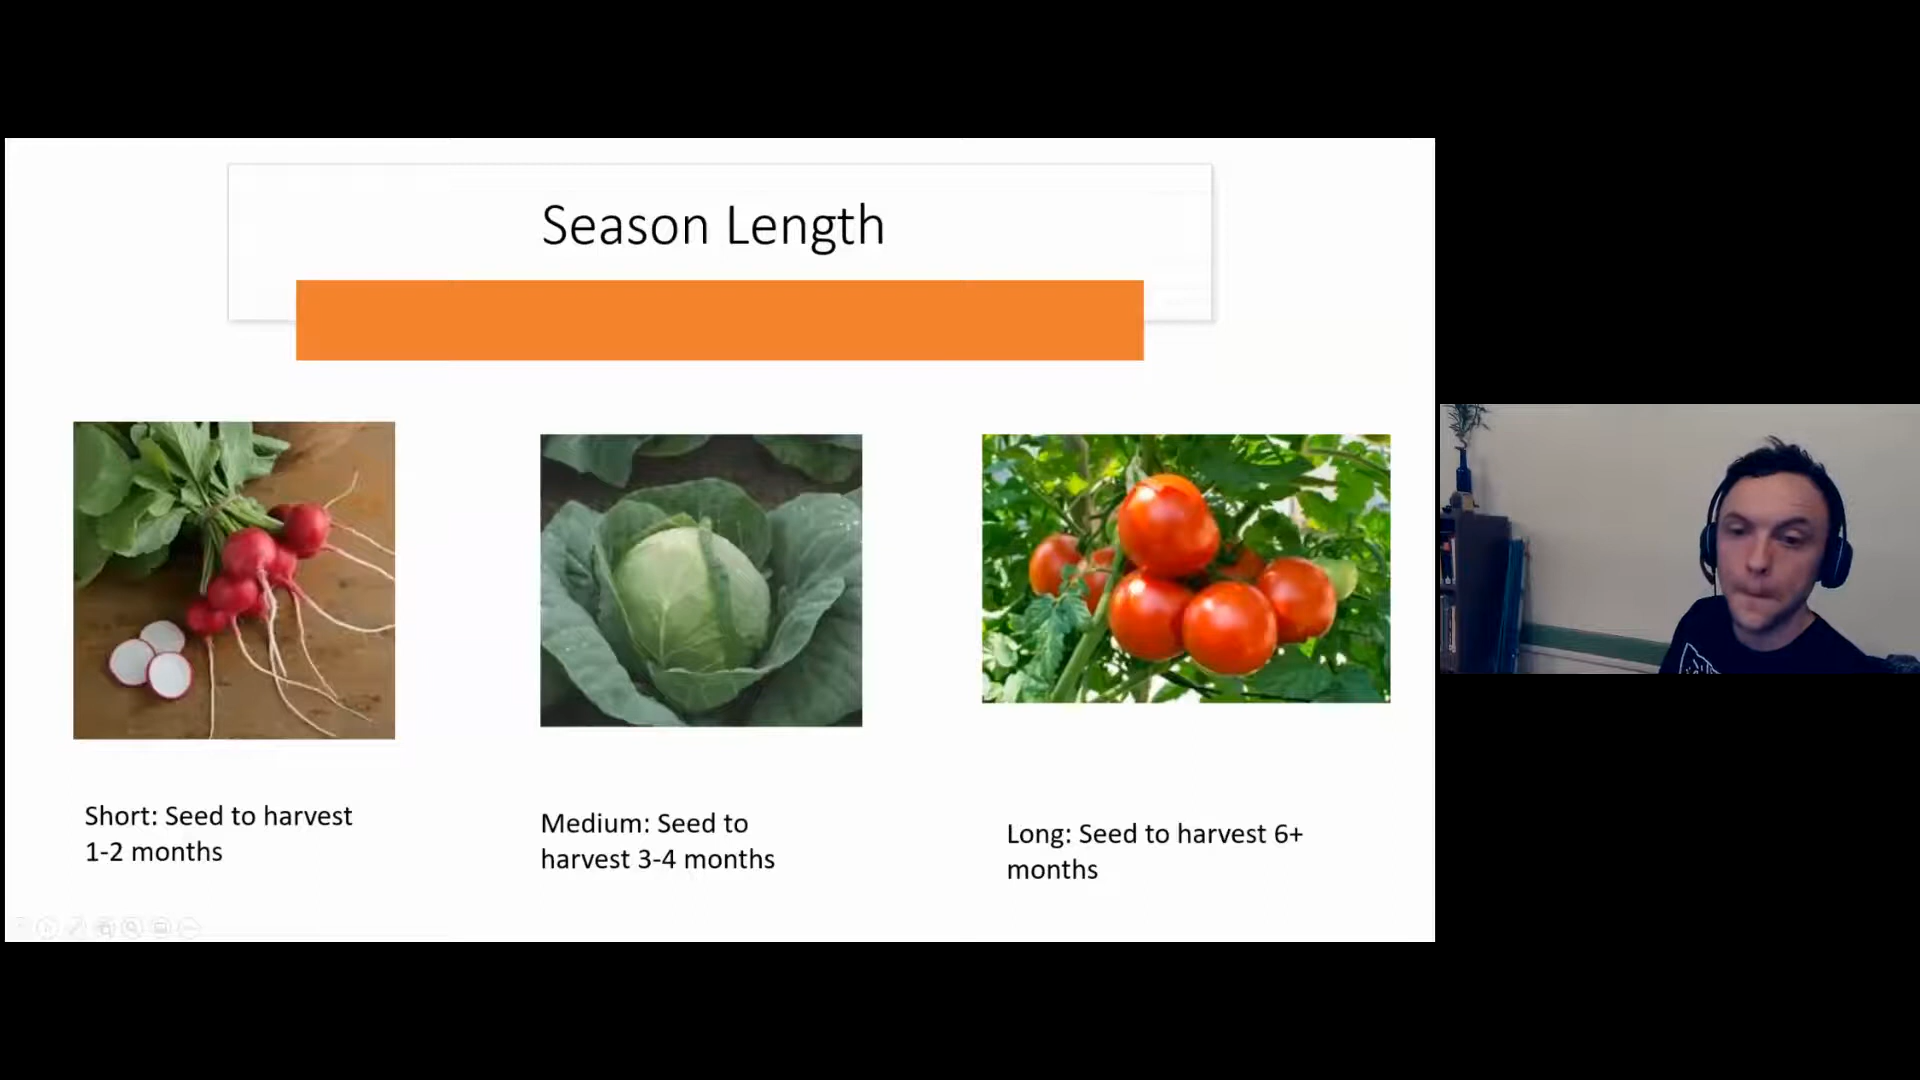 Season Length
Short: Seed to harvest
1-2 months
Medium: Seed to
harvest 3-4 months
Long: Seed to harvest 6+
months